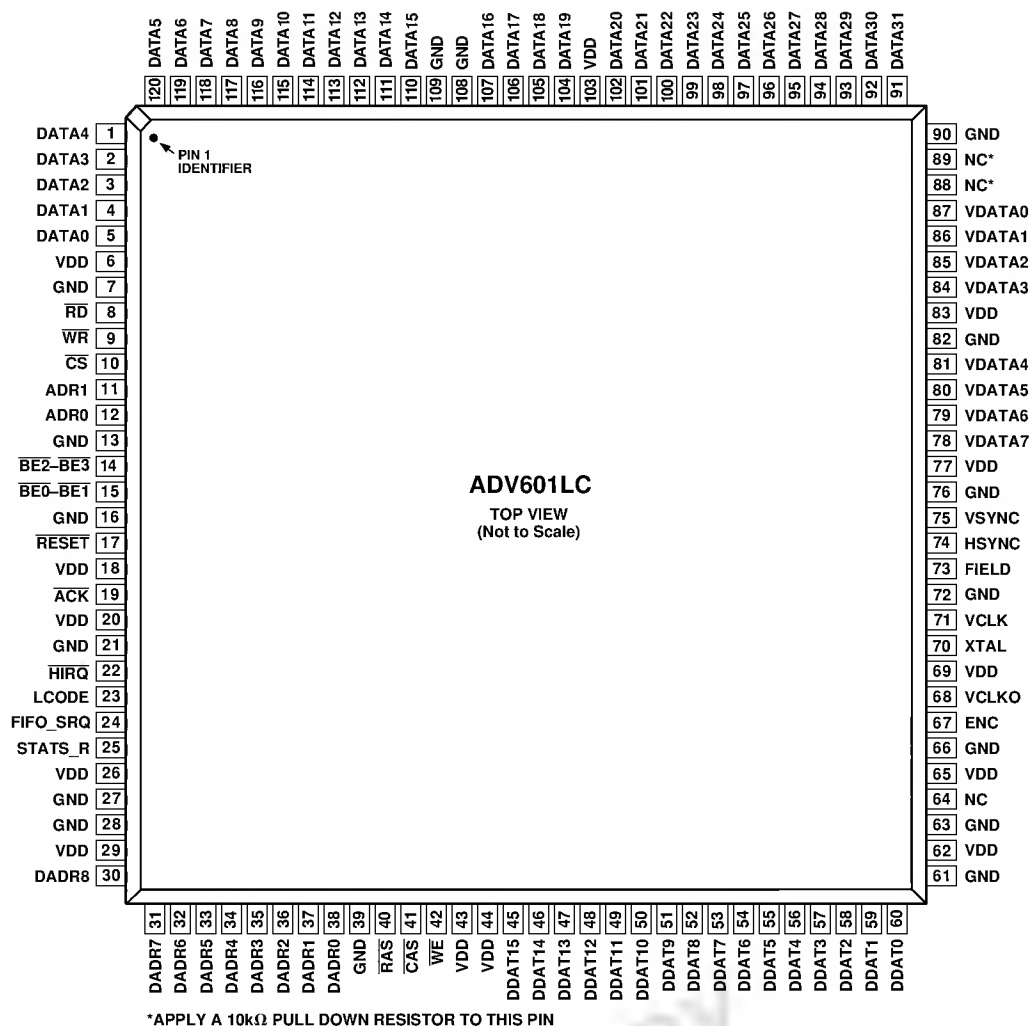 DATA5
DATA6
DATA7
DATA8
DATA9
DATA10
DATA11
DATA12
DATA13
DATA14
DATA15
GND
GND
DATA16
DATA17
DATA18
DATA19
VDD
DATA20
DATA21
DATA22
DATA23
DATA24
DATA25
DATA26
DATA27
DATA28
DATA29
DATA30
DATA31
120
119
118
117
116
115
114
113
112
111
110
109
108
107
106
105
104
103
102
101
100
99
98
97
96
95
94
93
92
91
DATA4 1
DATA3 2
DATA2 3
DATA1 4
DATA0 5
VDD 6
GND 7
RD 8
WR 9
CS 10
ADR1 11
ADR0 12
GND 13
BE2–BE3 14
BE0–BE1 15
GND 16
RESET 17
VDD 18
ACK 19
VDD 20
GND 21
HIRQ 22
LCODE 23
FIFO_SRQ 24
STATS_R 25
VDD 26
GND 27
GND 28
VDD 29
DADR8 30
PIN 1
IDENTIFIER
ADV601LC
TOP VIEW
(Not to Scale)
90 GND
89 NC*
88 NC*
87 VDATA0
86 VDATA1
85 VDATA2
84 VDATA3
83 VDD
82 GND
81 VDATA4
80 VDATA5
79 VDATA6
78 VDATA7
77 VDD
76 GND
75 VSYNC
74 HSYNC
73 FIELD
72 GND
71 VCLK
70 XTAL
69 VDD
68 VCLKO
67 ENC
66 GND
65 VDD
64 NC
63 GND
62 VDD
61 GND
31
32
33
34
35
36
37
38
39
40
41
42
43
44
45
46
47
48
49
50
51
52
53
54
55
56
57
58
59
60
DADR7
DADR6
DADR5
DADR4
DADR3
DADR2
DADR1
DADR0
GND
RAS
CAS
WE
VDD
VDD
DDAT15
DDAT14
DDAT13
DDAT12
DDAT11
DDAT10
DDAT9
DDAT8
DDAT7
DDAT6
DDAT5
DDAT4
DDAT3
DDAT2
DDAT1
DDAT0
*APPLY A 10kΩ PULL DOWN RESISTOR TO THIS PIN